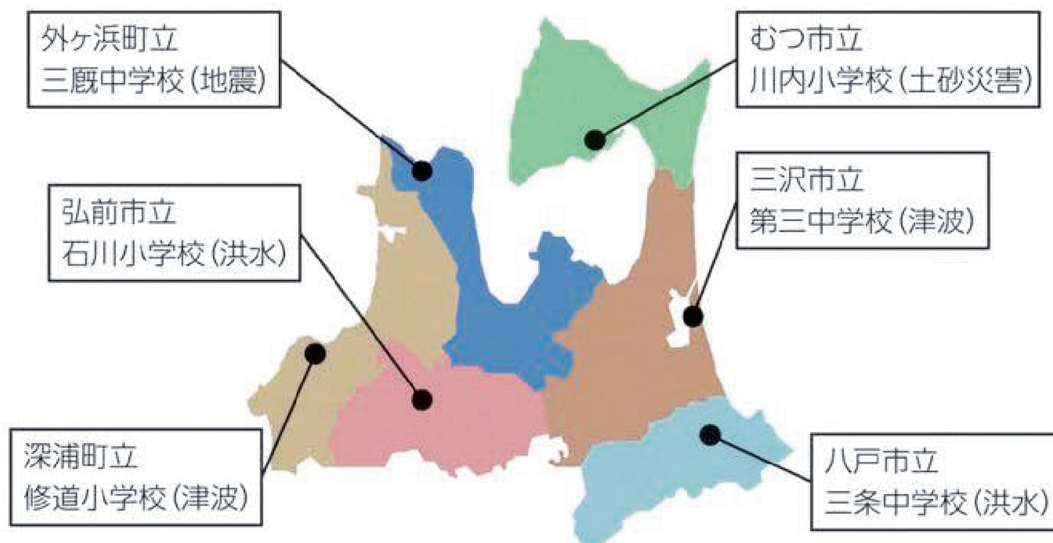 外ヶ浜町立
三厩中学校(地震)
むつ市立
川内小学校(土砂災害)
弘前市立
石川小学校(洪水)
三沢市立
第三中学校(津波)
深浦町立
修道小学校(津波)
八戸市立
三条中学校(洪水)